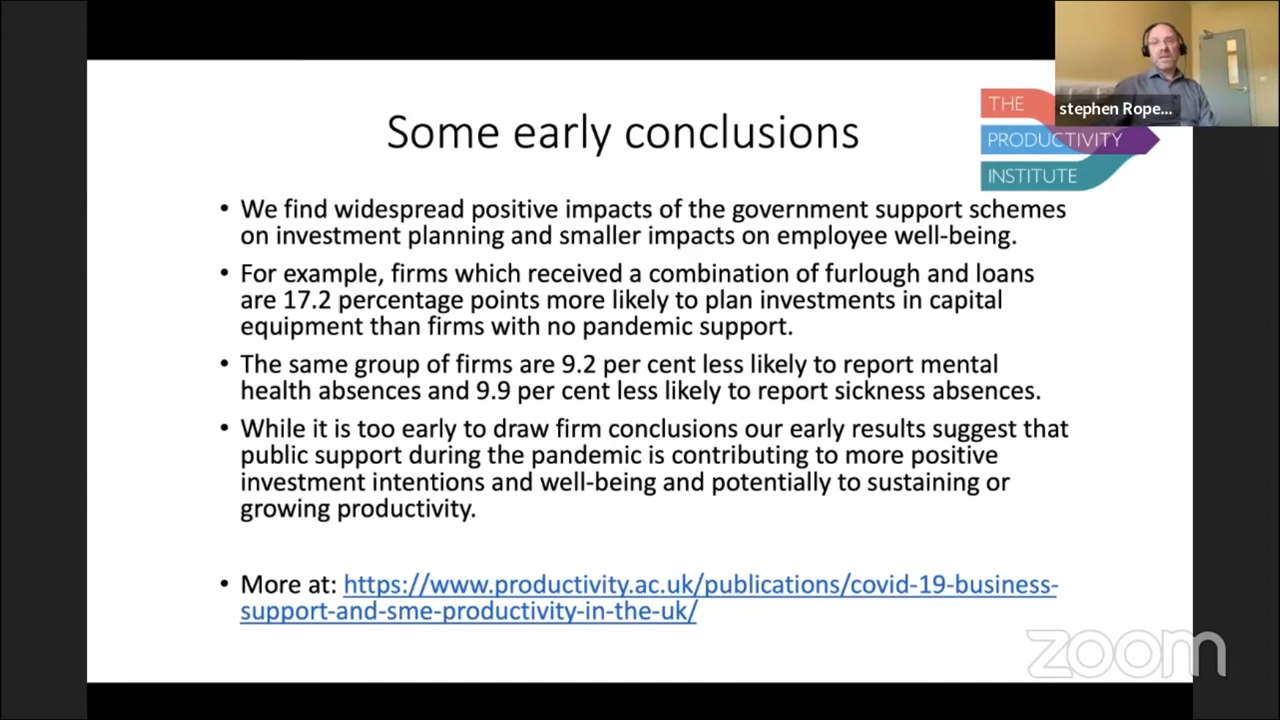 stephen Rope...
THE
PRODUCTIVITY
INSTITUTE
Some early conclusions
• We find widespread positive impacts of the government support schemes
on investment planning and smaller impacts on employee well-being.
• For example, firms which received a combination of furlough and loans
are 17.2 percentage points more likely to plan investments in capital
equipment than firms with no pandemic support.
• The same group of firms are 9.2 per cent less likely to report mental
health absences and 9.9 per cent less likely to report sickness absences.
• While it is too early to draw firm conclusions our early results suggest that
public support during the pandemic is contributing to more positive
investment intentions and well-being and potentially to sustaining or
growing productivity.
• More at: https://www.productivity.ac.uk/publications/covid-19-business-
support-and-sme-productivity-in-the-uk/
zoom